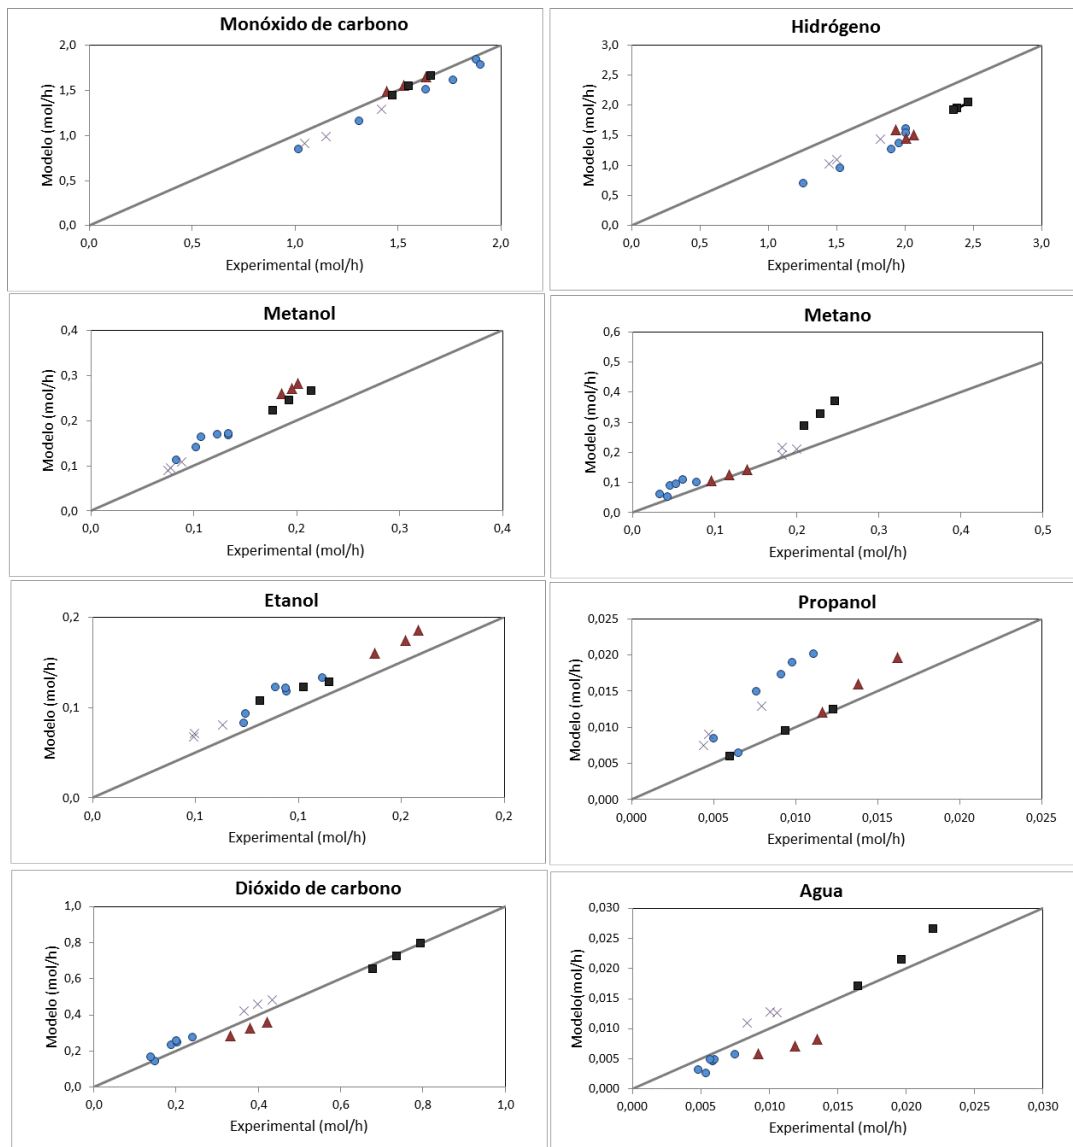 Monóxido de carbono
Modelo (mol/h)
2,0
1,5
1,0
0,5
0,0
0,0 1,0 1,5 2,0
Experimental (mol/h)
Hidrógeno
Modelo (mol/h)
3,0
2,5
2,0
1,5
1,0
0,5
0,0
0,0 0,5 1,0 1,5 2,0 2,5 3,0
Experimental (mol/h)
Metanol
Modelo (mol/h)
0,4
0,3
0,2
0,1
0,0
0,0 0,1 0,2 0,3 0,4
Experimental (mol/h)
Metano
Modelo (mol/h)
0,6
0,5
0,4
0,3
0,2
0,1
0,0
0,0 0,1 0,2 0,3 0,4 0,5
Experimental (mol/h)
Etanol
Modelo (mol/h)
0,2
0,1
0,0
0,0 0,1 0,1 0,2 0,2
Experimental (mol/h)
Propanol
Modelo (mol/h)
0,025
0,020
0,015
0,010
0,005
0,000
0,000 0,005 0,010 0,015 0,020 0,025
Experimental (mol/h)
Dióxido de carbono
Modelo (mol/h)
1,0
0,8
0,6
0,4
0,2
0,0
0,0 0,2 0,4 0,6 0,8 1,0
Experimental (mol/h)
Agua
Modelo(mol/h)
0,030
0,025
0,020
0,015
0,010
0,005
0,000
0,000 0,005 0,010 0,015 0,020 0,025 0,030
Experimental (mol/h)